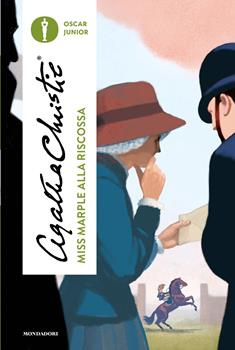 OSCAR
JUNIOR
Agatha Christie®
MISS MARPLE ALLA RISCOSSA
MONDADORI